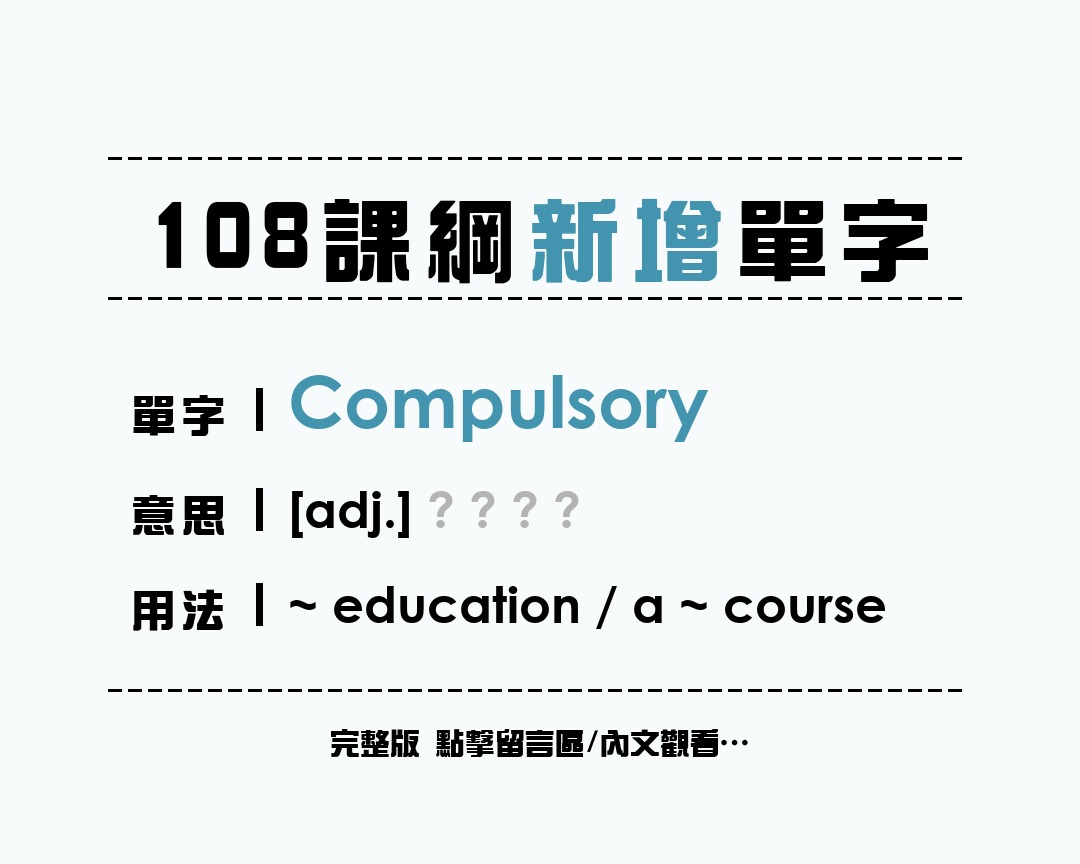 108課綱新增單字
單字 | Compulsory
意思 | [adj.] ? ? ? ?
用法 | ~ education / a ~ course
完整版 點擊留言區/內文觀看…